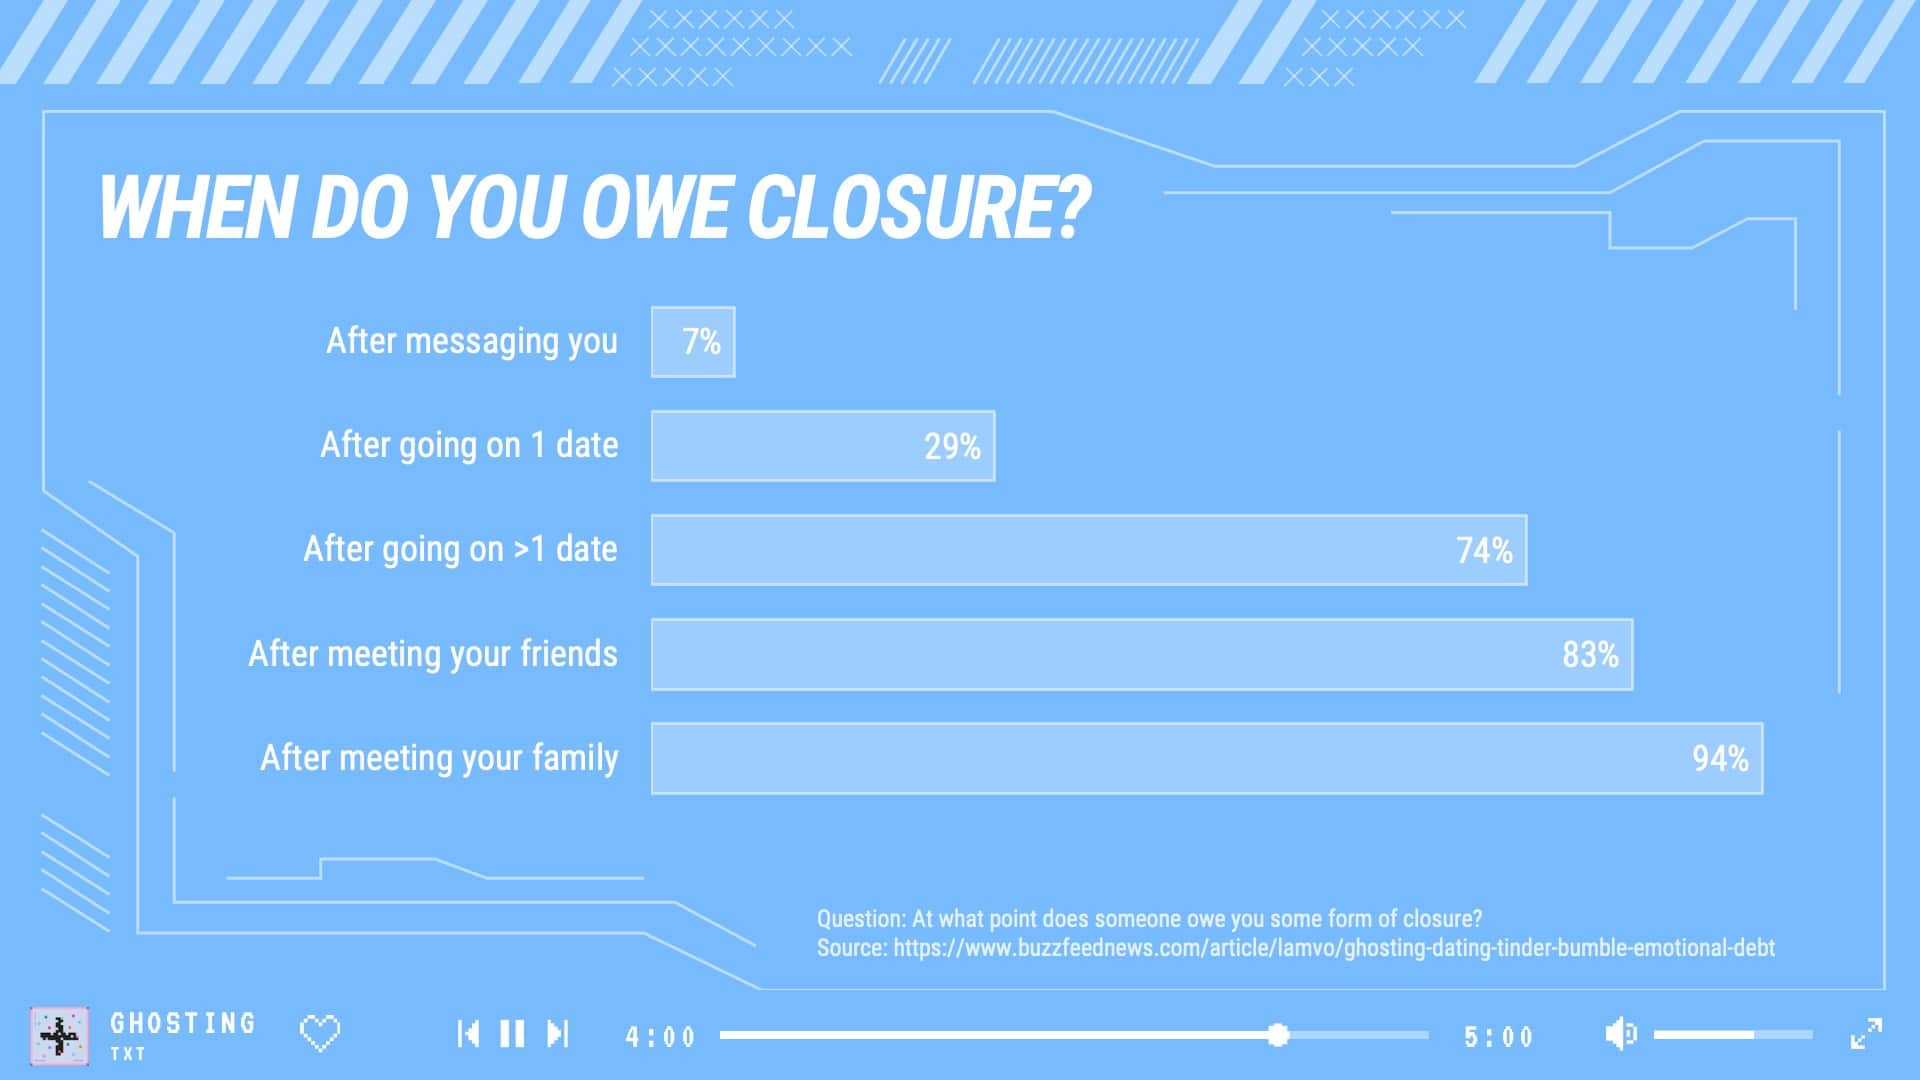 WHEN DO YOU OWE CLOSURE?
After messaging you 7%
After going on 1 date 29%
After going on >1 date 74%
After meeting your friends 83%
After meeting your family 94%
Question: At what point does someone owe you some form of closure?
Source: https://www.buzzfeednews.com/article/lamvo/ghosting-dating-tinder-bumble-emotional-debt
GHOSTING
TXT
4:00
5:00